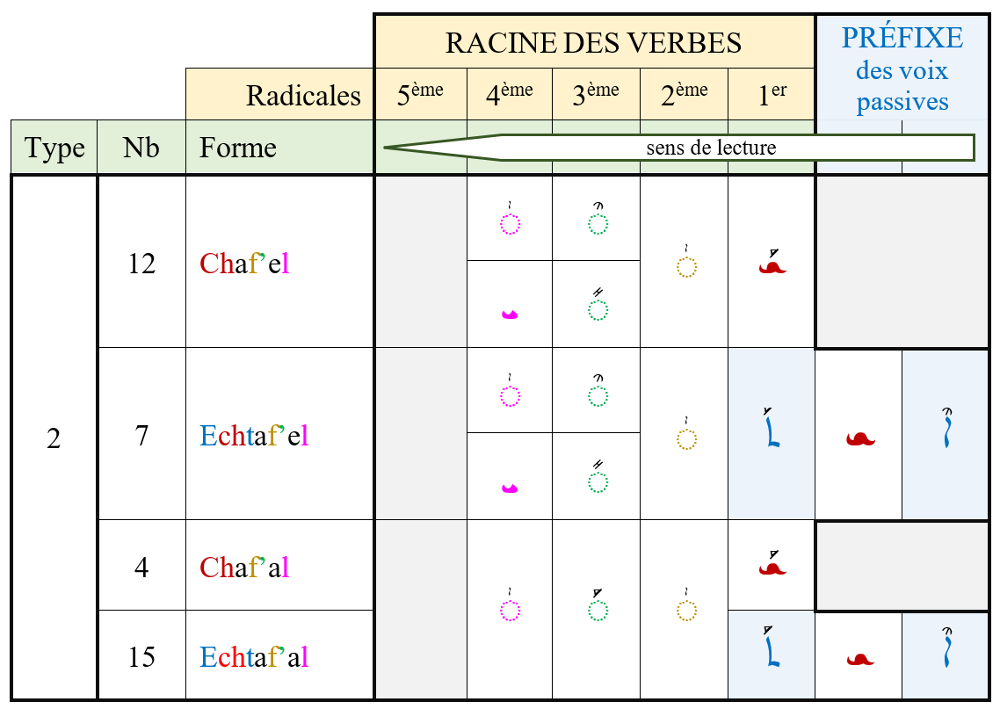 RACINE DES VERBES
PRÉFIXE
des voix
passives
Radicales
5ème
4ème
3ème
2ème
1er
Type
Nb
Forme
sens de lecture
2
12
Chaf’el
ܫܰ
ܝ
7
Echtaf’el
ܐܶ
ܫ
ܬܰ
ܝ
4
Chaf’al
ܫܰ
15
Echtaf’al
ܐܶ
ܫ
ܬܰ